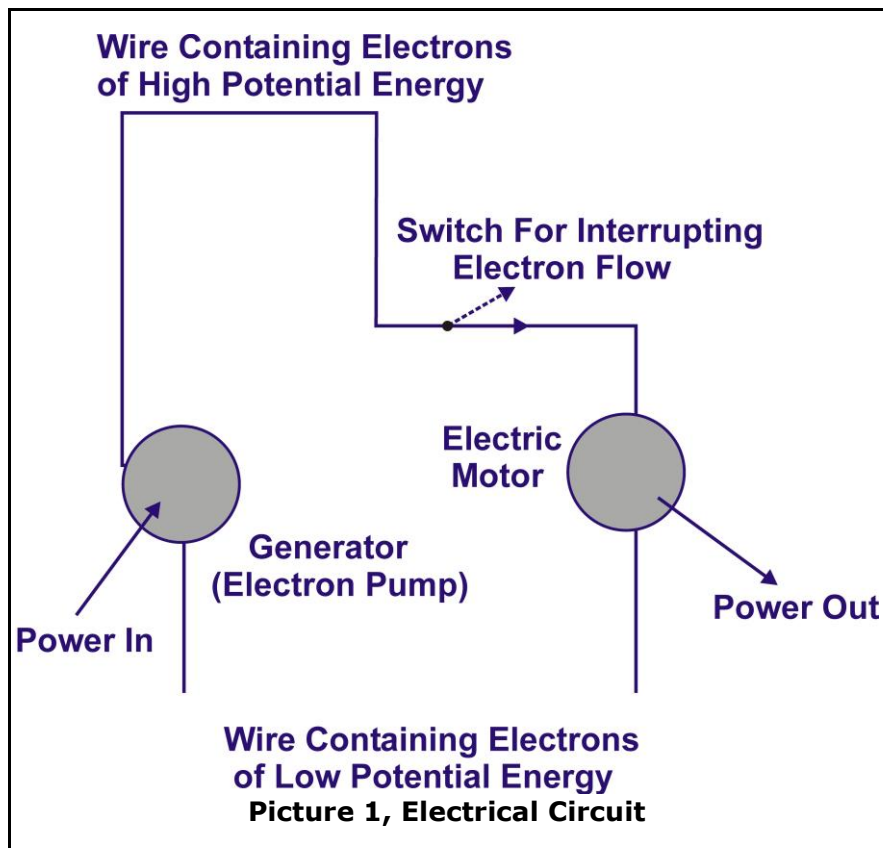 Wire Containing Electrons
of High Potential Energy
Switch For Interrupting
Electron Flow
Electric
Motor
Generator
(Electron Pump)
Power In
Power Out
Wire Containing Electrons
of Low Potential Energy
Picture 1, Electrical Circuit